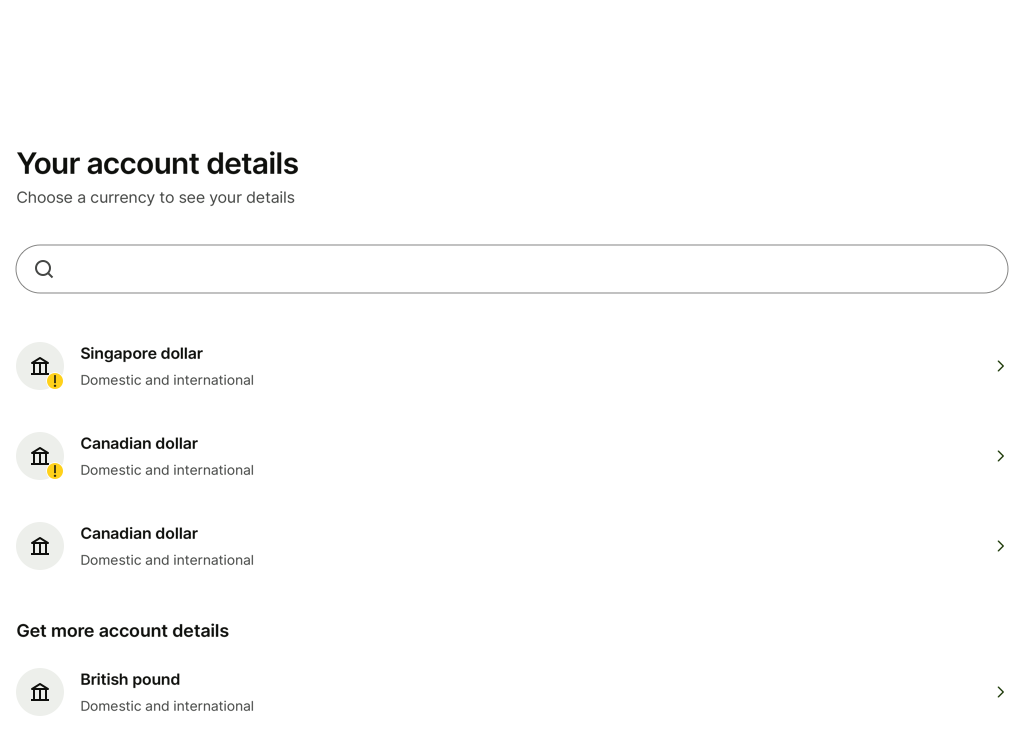 Your account details
Choose a currency to see your details
Singapore dollar
Domestic and international
Canadian dollar
Domestic and international
Canadian dollar
Domestic and international
Get more account details
British pound
Domestic and international